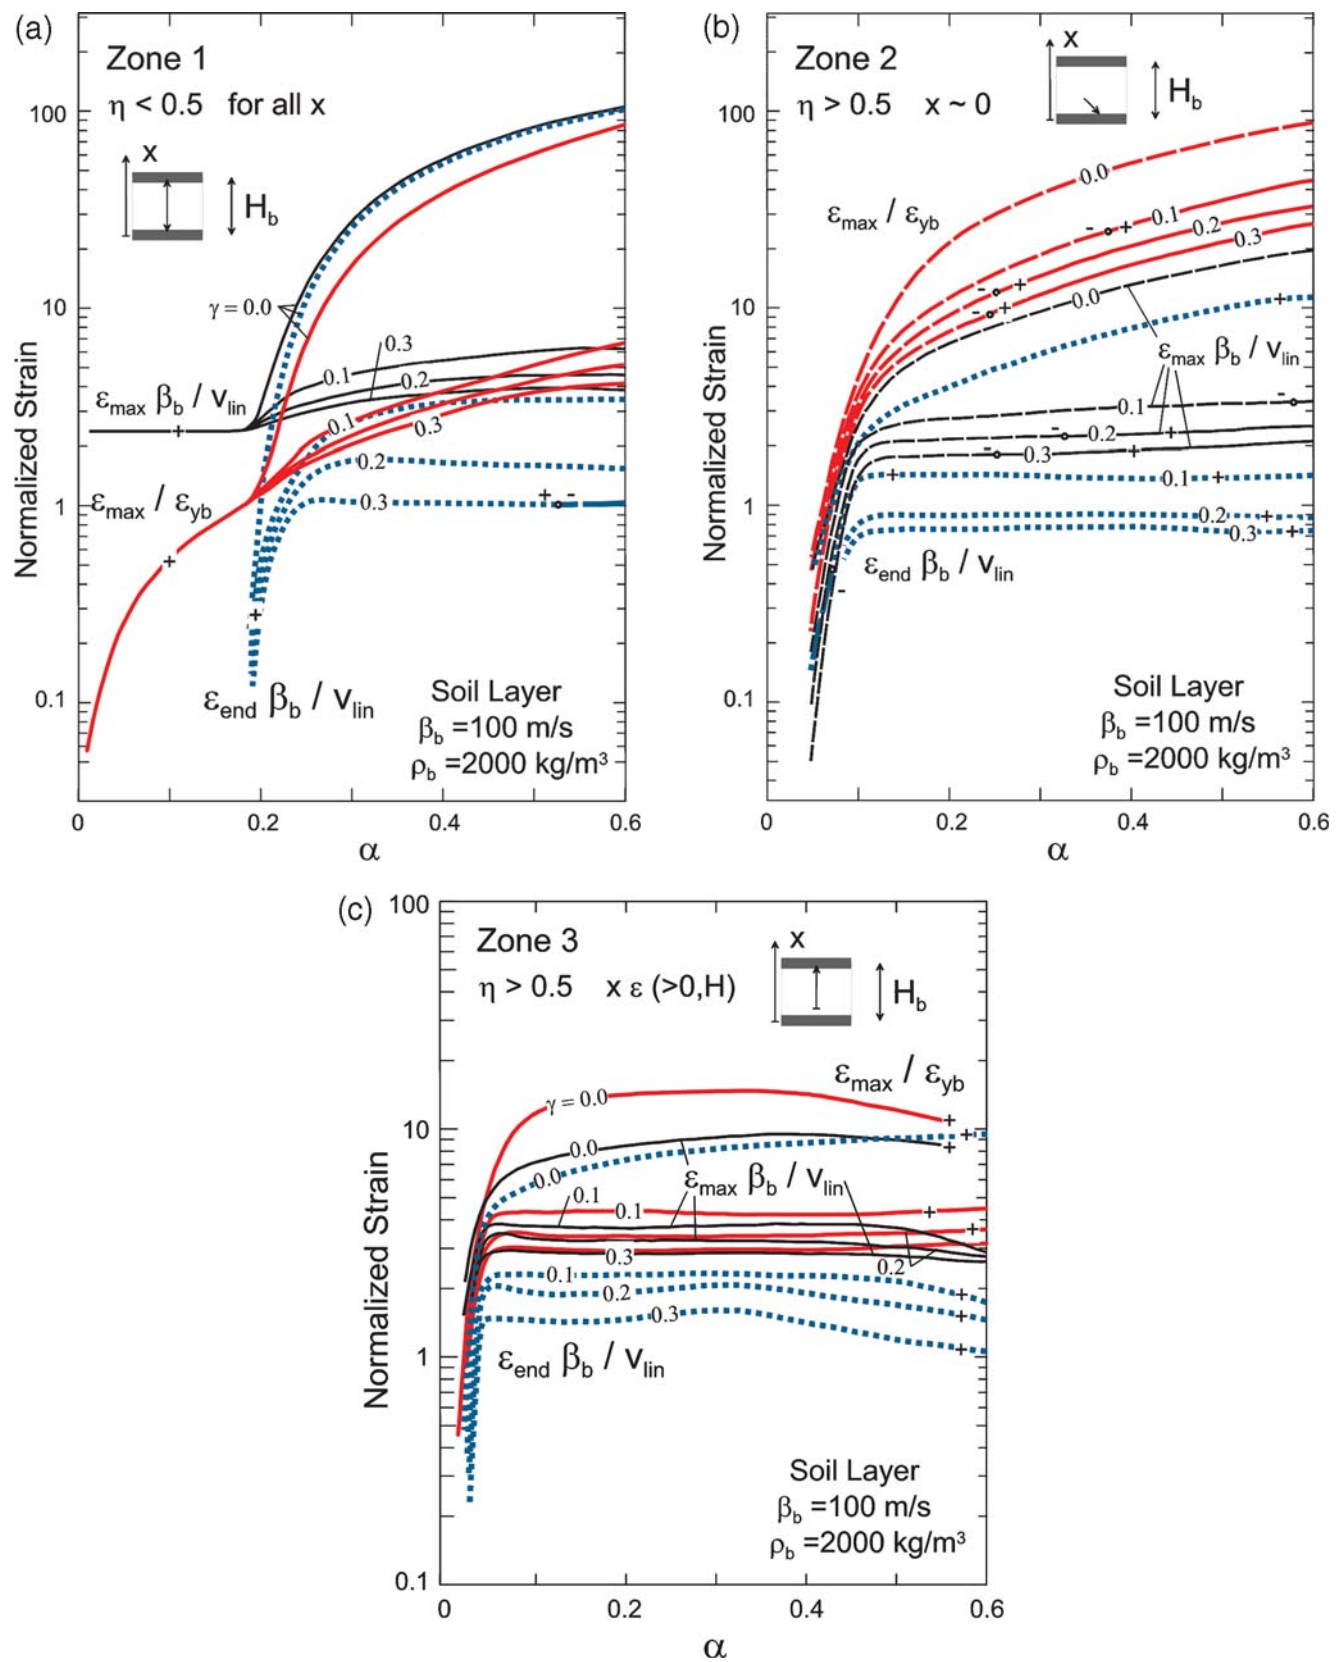 (a)
Zone 1
η < 0.5 for all x
x
H_b
100
10
1
0.1
Normalized Strain
γ = 0.0
0.3
0.1
0.2
ε_max β_b / v_lin
0.1
0.3
0.2
0.3
+ -
ε_max / ε_yb
+
+
+
ε_end β_b / v_lin
Soil Layer
β_b =100 m/s
ρ_b =2000 kg/m³
0 0.2 0.4 0.6
α
(b)
Zone 2
η > 0.5 x ~ 0
x
H_b
100
10
1
0.1
Normalized Strain
ε_max / ε_yb
0.0
0.1
0.2
0.3
0.0
- +
- +
- +
+
ε_max β_b / v_lin
0.1
-
0.2
- +
0.3
- +
+ 0.1 +
0.2 +
0.3 +
-
ε_end β_b / v_lin
Soil Layer
β_b =100 m/s
ρ_b =2000 kg/m³
0 0.2 0.4 0.6
α
(c)
Zone 3
η > 0.5 x ε (>0,H)
x
H_b
100
10
1
0.1
Normalized Strain
ε_max / ε_yb
γ = 0.0
+
+
+
0.0
0.0
ε_max β_b / v_lin
0.1
0.1 +
+
0.3
0.2
0.1 +
0.2 +
0.3 +
ε_end β_b / v_lin
Soil Layer
β_b =100 m/s
ρ_b =2000 kg/m³
0 0.2 0.4 0.6
α